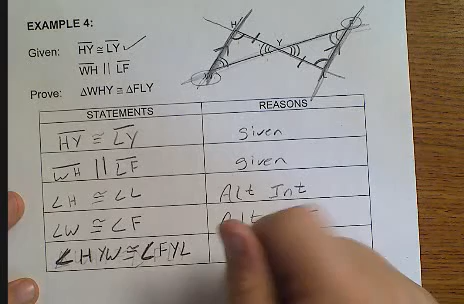 EXAMPLE 4:
Given: HY ≅ LY ✓
WH || LF
Prove: △WHY ≅ △FLY
H
Y
STATEMENTS REASONS
HY ≅ LY Given
WH || LF given
∠H ≅ ∠L Alt Int
∠W ≅ ∠F Alt
∠HYW ≅ ∠FYL